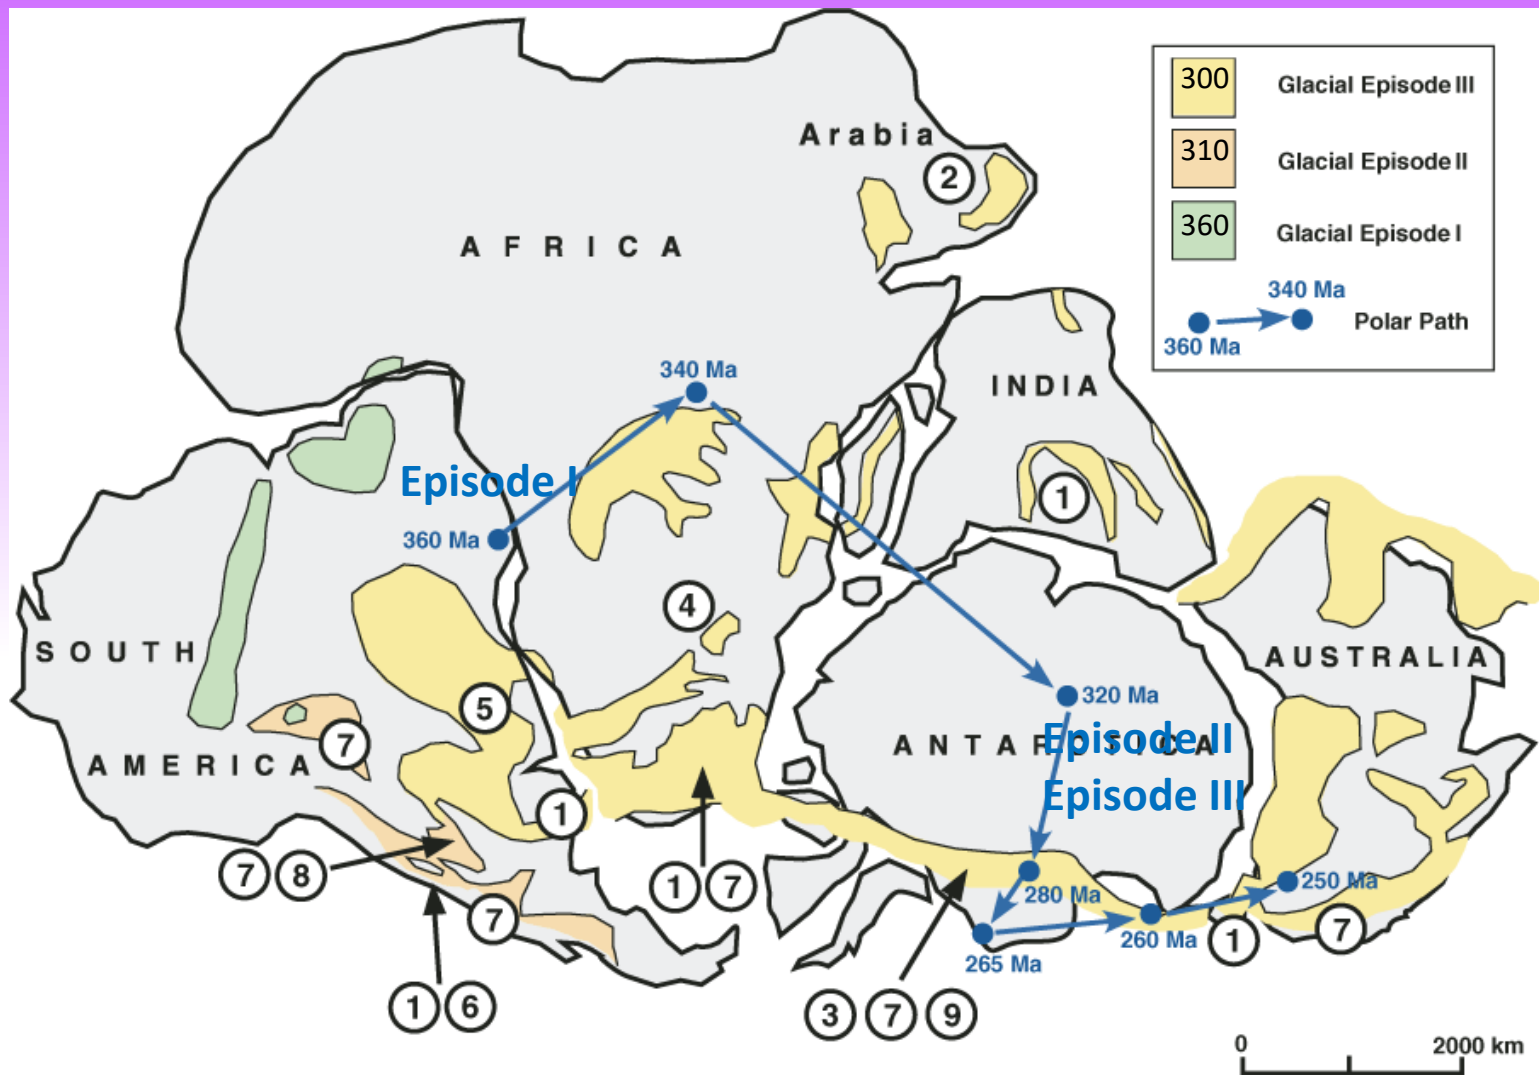 300 Glacial Episode III
310 Glacial Episode II
360 Glacial Episode I
340 Ma
360 Ma
Polar Path
Arabia
2
AFRICA
INDIA
340 Ma
Episode I
1
360 Ma
4
SOUTH
AUSTRALIA
320 Ma
5
7
ANTARCTICA
Episode II
AMERICA
Episode III
1
7 8
1 7
280 Ma
250 Ma
7
260 Ma
1
7
265 Ma
1 6
3 7 9
0 2000 km